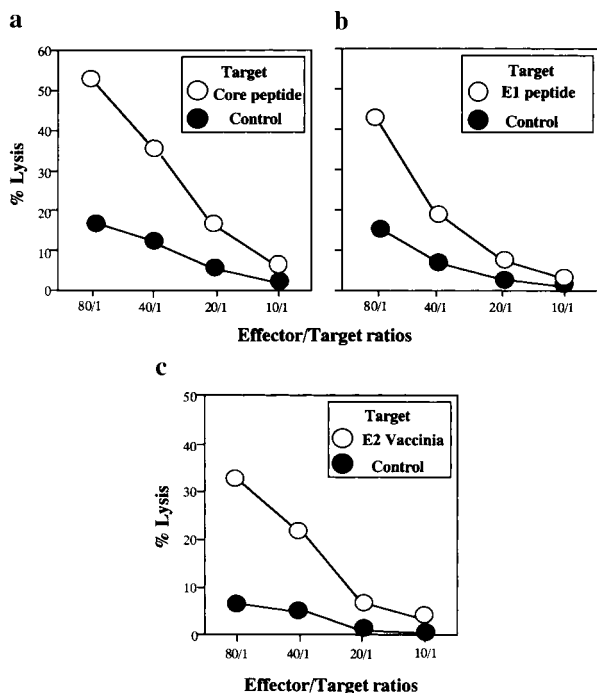 a
b
60
50
40
30
20
10
0
% Lysis
Target
Core peptide
Control
Target
E1 peptide
Control
80/1
40/1
20/1
10/1
80/1
40/1
20/1
10/1
Effector/Target ratios
c
50
40
30
20
10
0
% Lysis
Target
E2 Vaccinia
Control
80/1
40/1
20/1
10/1
Effector/Target ratios